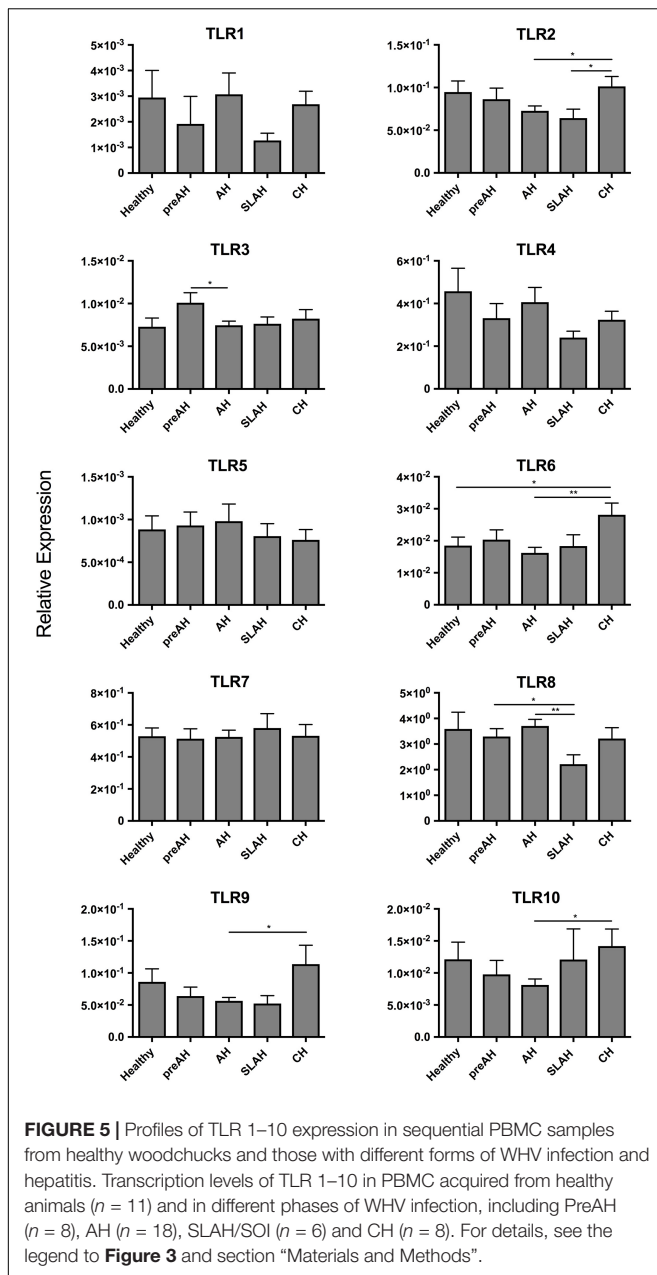 TLR1
5×10⁻³
4×10⁻³
3×10⁻³
2×10⁻³
1×10⁻³
0
Healthy preAH AH SLAH CH
TLR2
1.5×10⁻¹
1.0×10⁻¹
5.0×10⁻²
0.0
* *
Healthy preAH AH SLAH CH
TLR3
1.5×10⁻²
1.0×10⁻²
5.0×10⁻³
0.0
*
Healthy preAH AH SLAH CH
TLR4
6×10⁻¹
4×10⁻¹
2×10⁻¹
0
Healthy preAH AH SLAH CH
Relative Expression
TLR5
1.5×10⁻³
1.0×10⁻³
5.0×10⁻⁴
0.0
Healthy preAH AH SLAH CH
TLR6
4×10⁻²
3×10⁻²
2×10⁻²
1×10⁻²
0
* **
Healthy preAH AH SLAH CH
TLR7
8×10⁻¹
6×10⁻¹
4×10⁻¹
2×10⁻¹
0
Healthy preAH AH SLAH CH
TLR8
5×10⁰
4×10⁰
3×10⁰
2×10⁰
1×10⁰
0
* **
Healthy preAH AH SLAH CH
TLR9
2.0×10⁻¹
1.5×10⁻¹
1.0×10⁻¹
5.0×10⁻²
0.0
*
Healthy preAH AH SLAH CH
TLR10
2.0×10⁻²
1.5×10⁻²
1.0×10⁻²
5.0×10⁻³
0.0
*
Healthy preAH AH SLAH CH
FIGURE 5 | Profiles of TLR 1–10 expression in sequential PBMC samples
from healthy woodchucks and those with different forms of WHV infection and
hepatitis. Transcription levels of TLR 1–10 in PBMC acquired from healthy
animals (n = 11) and in different phases of WHV infection, including PreAH
(n = 8), AH (n = 18), SLAH/SOI (n = 6) and CH (n = 8). For details, see the
legend to Figure 3 and section “Materials and Methods”.